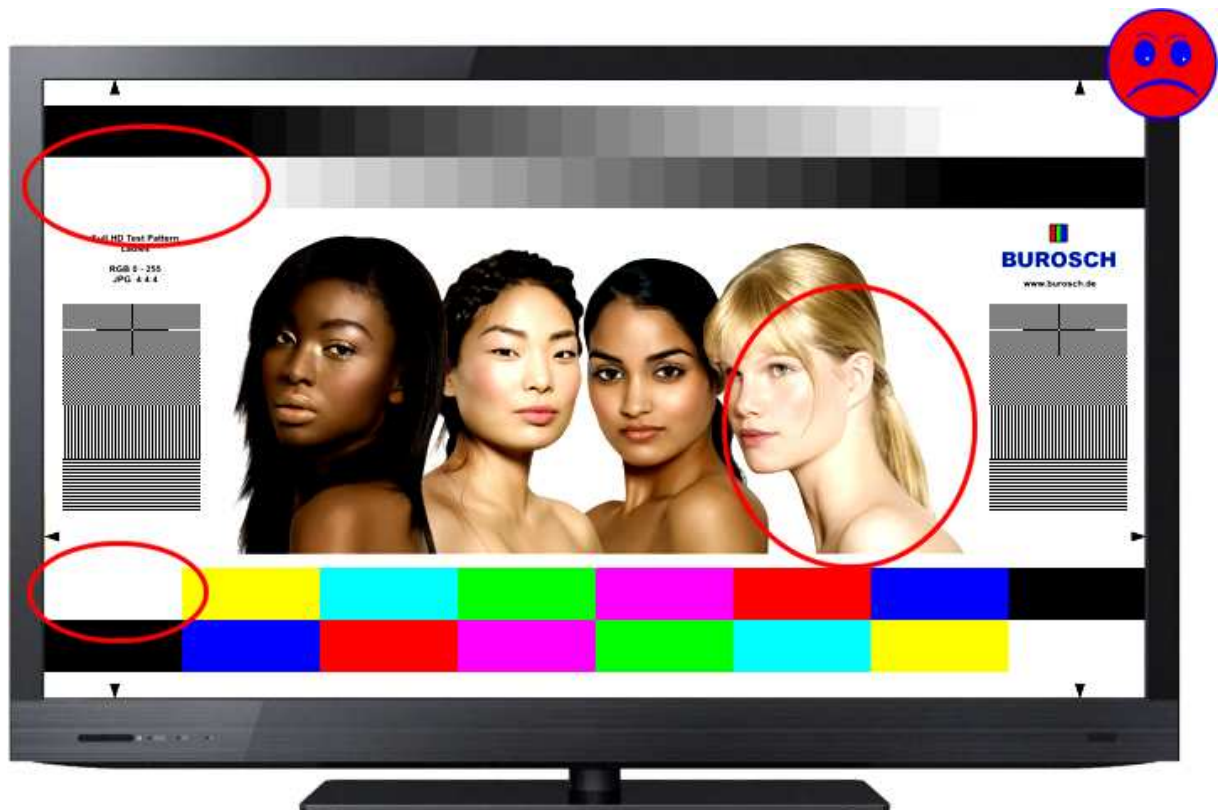 Full HD Test Pattern
Ladies
RGB 0 - 255
JPG 4:4:4
BUROSCH
www.burosch.de